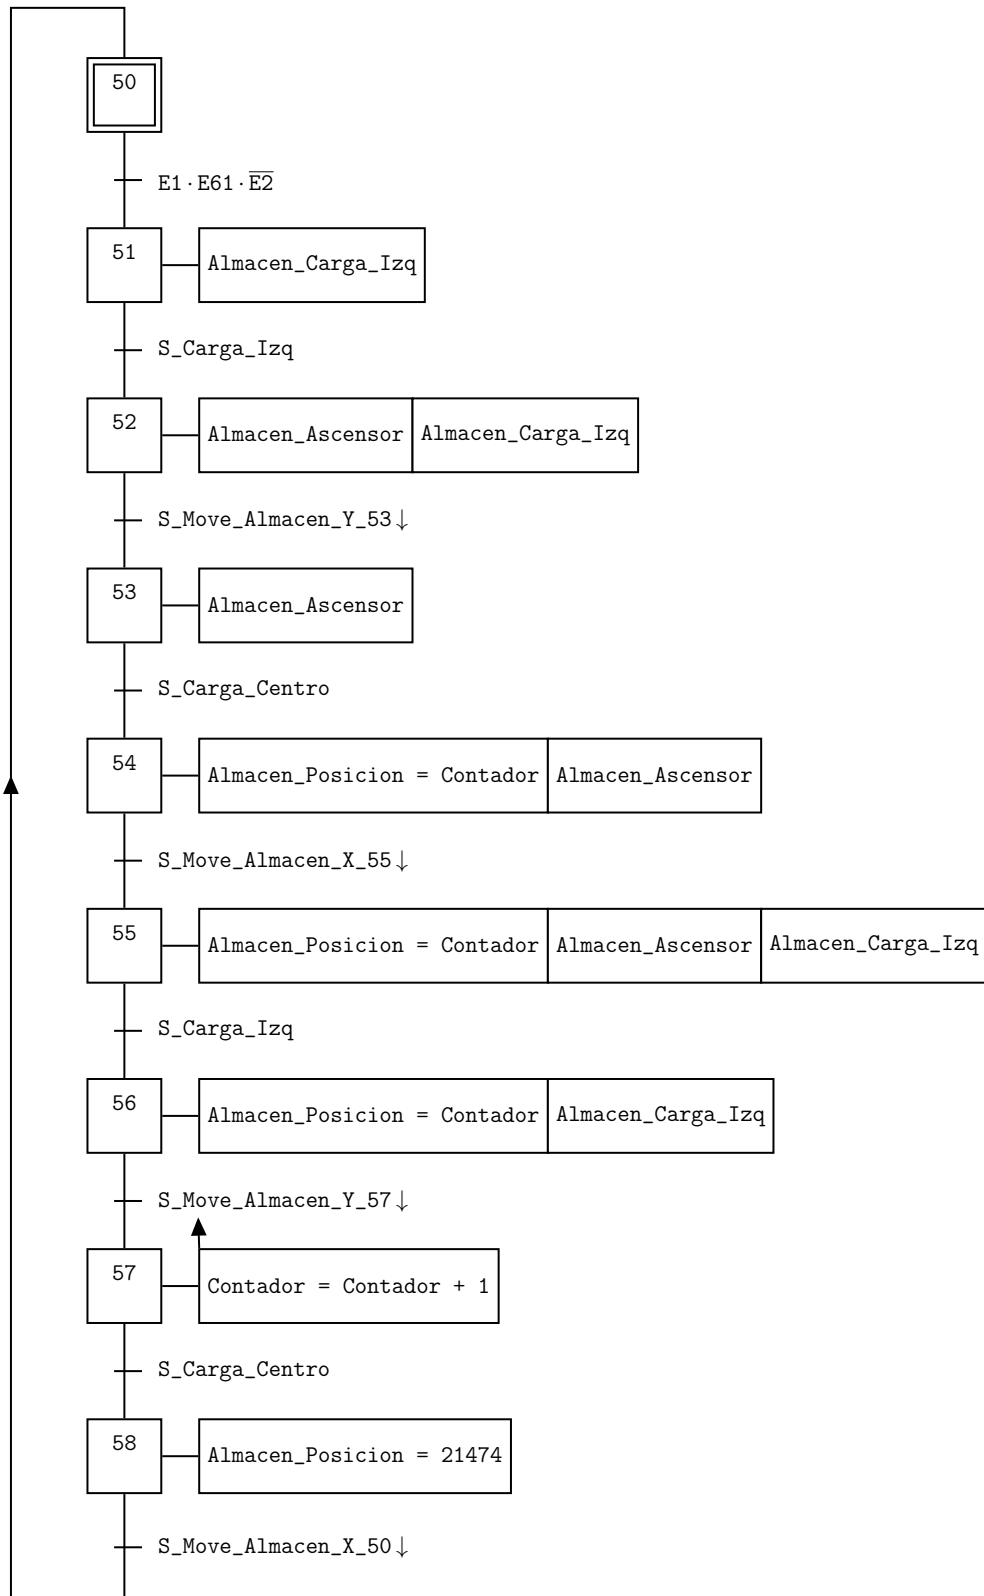 50
E1·E61·E̅2̅
51 Almacen_Carga_Izq
S_Carga_Izq
52 Almacen_Ascensor Almacen_Carga_Izq
S_Move_Almacen_Y_53↓
53 Almacen_Ascensor
S_Carga_Centro
54 Almacen_Posicion = Contador Almacen_Ascensor
S_Move_Almacen_X_55↓
55 Almacen_Posicion = Contador Almacen_Ascensor Almacen_Carga_Izq
S_Carga_Izq
56 Almacen_Posicion = Contador Almacen_Carga_Izq
S_Move_Almacen_Y_57↓
57 Contador = Contador + 1
S_Carga_Centro
58 Almacen_Posicion = 21474
S_Move_Almacen_X_50↓